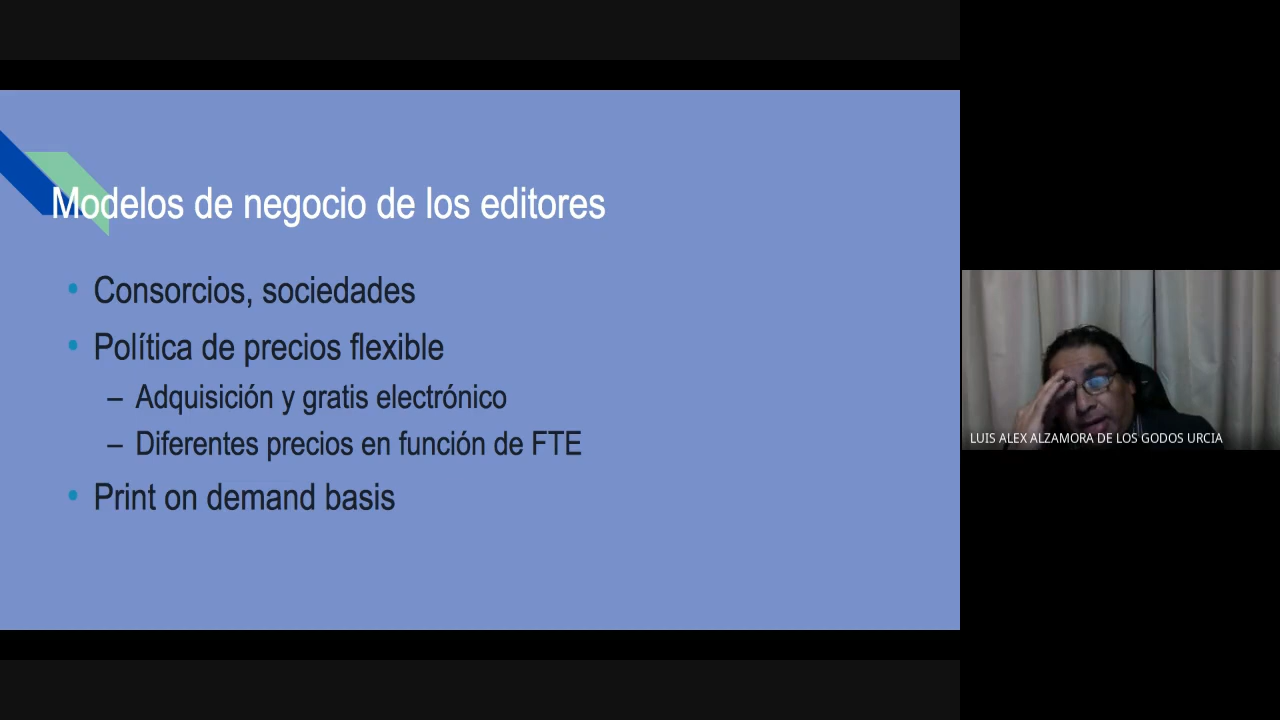 Modelos de negocio de los editores
• Consorcios, sociedades
• Política de precios flexible
– Adquisición y gratis electrónico
– Diferentes precios en función de FTE
• Print on demand basis
LUIS ALEX ALZAMORA DE LOS GODOS URCIA